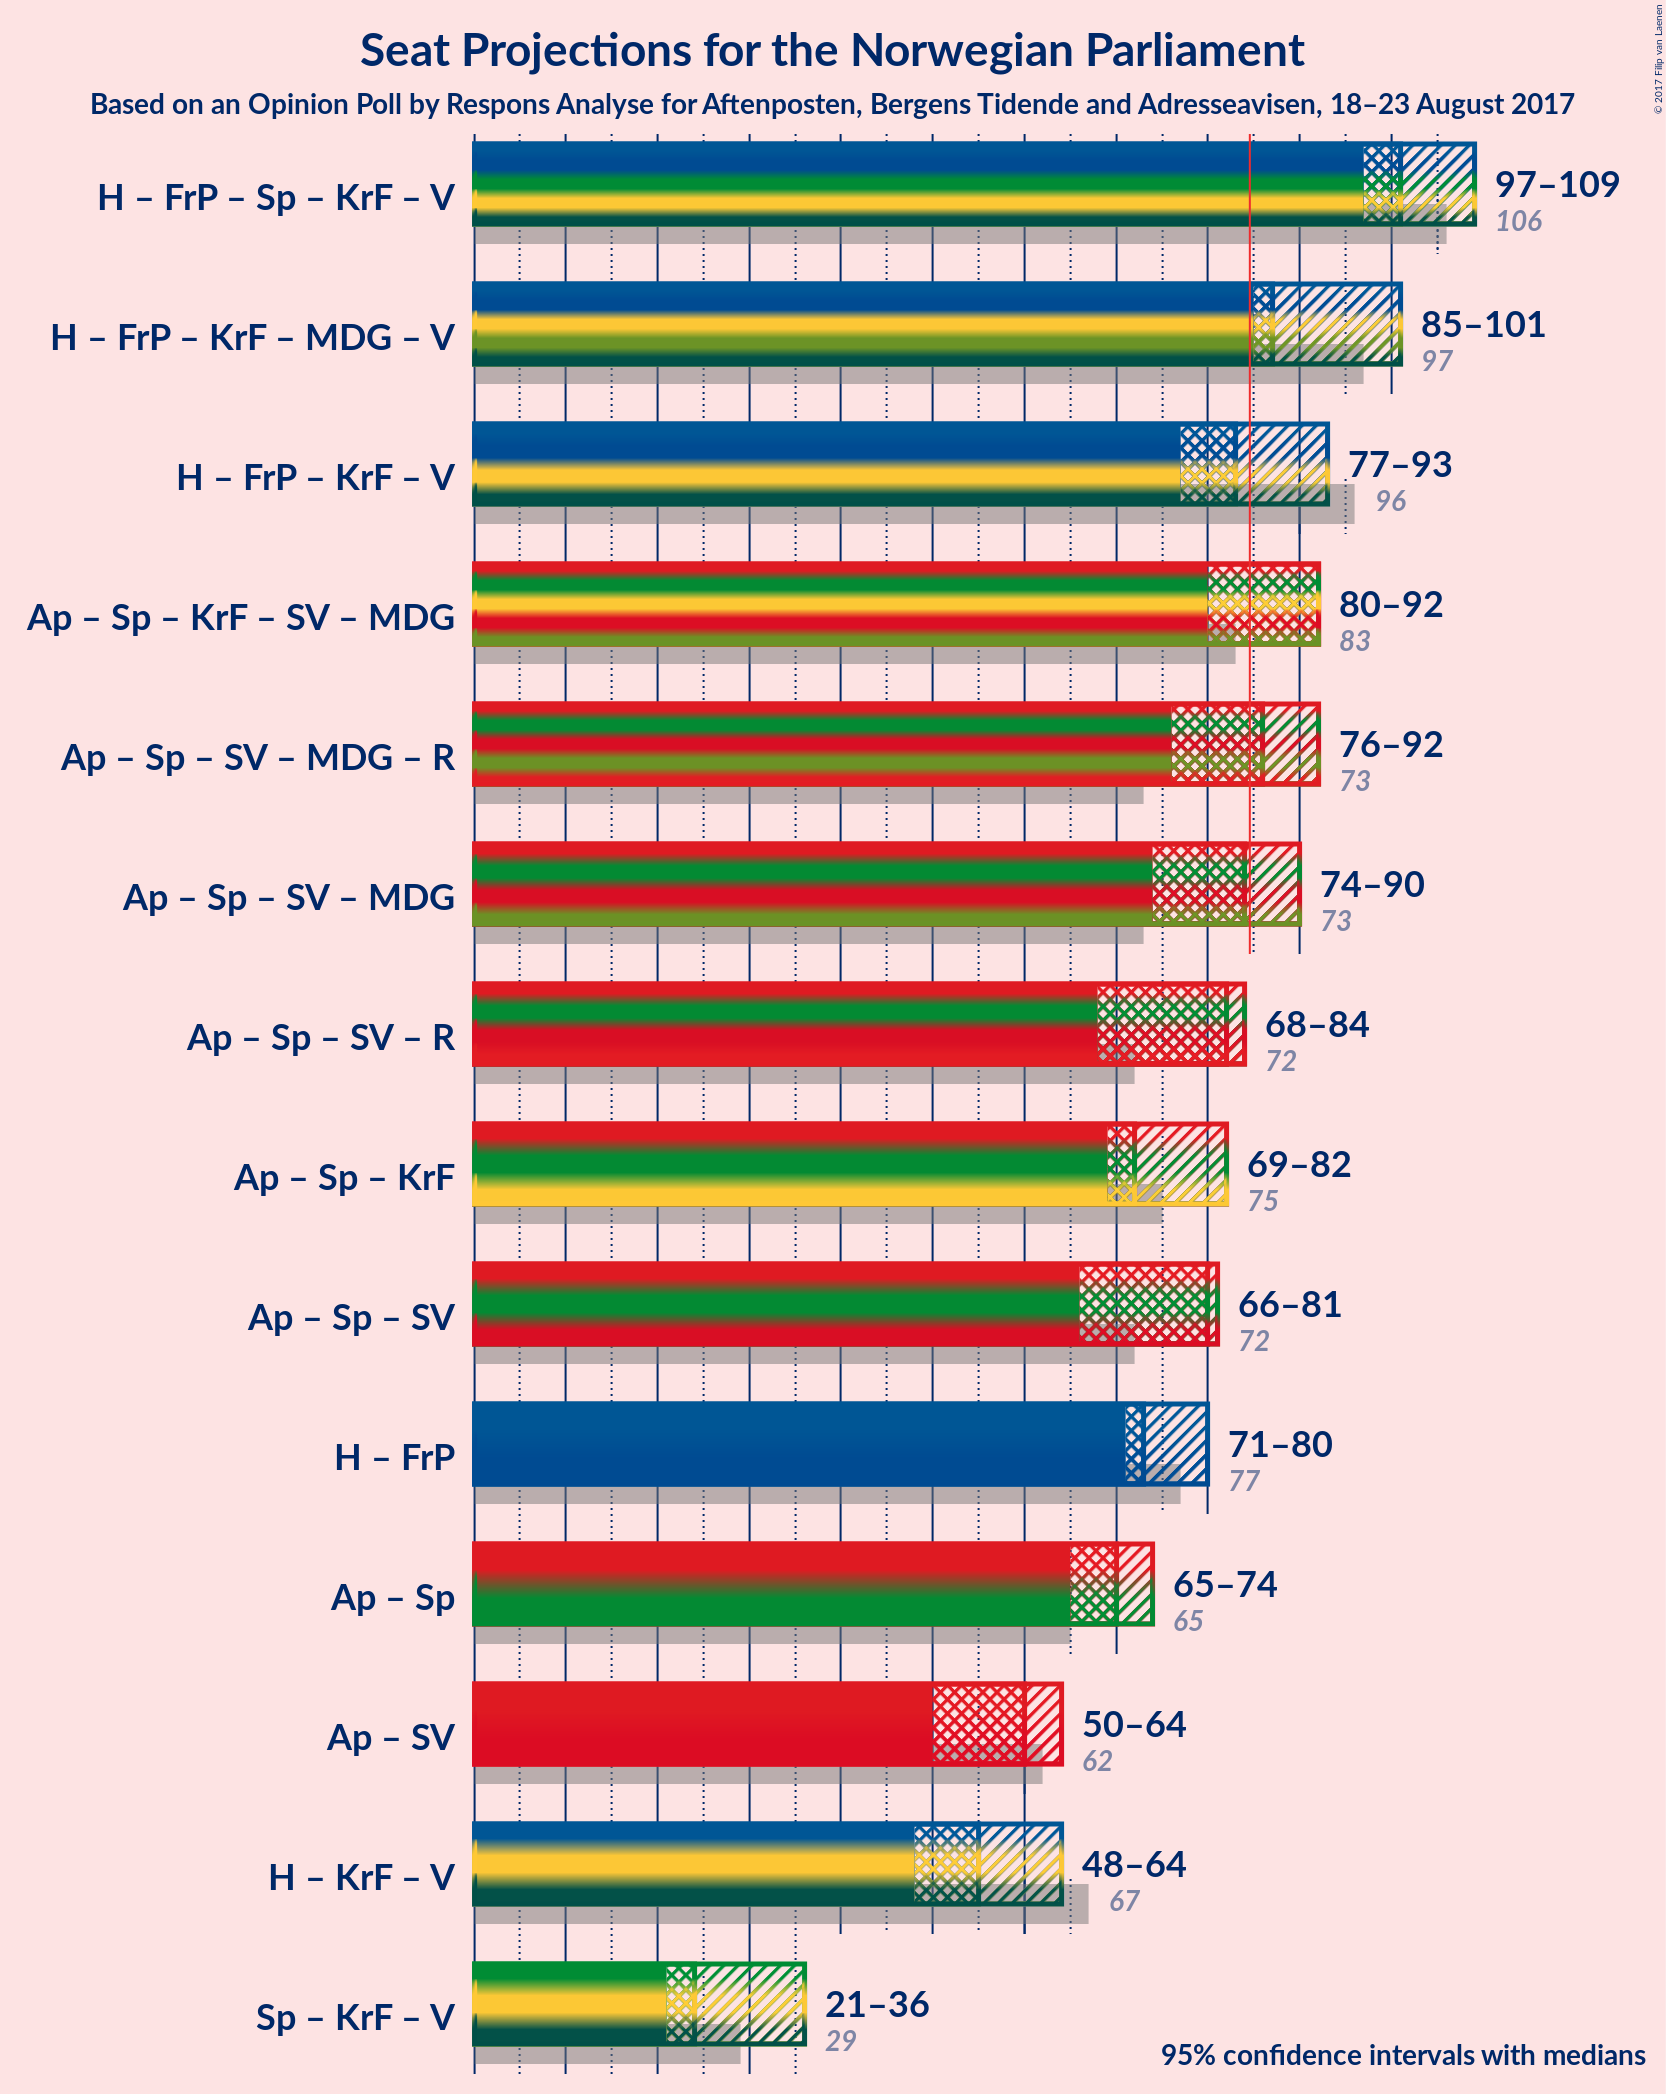 Seat Projections for the Norwegian Parliament
Based on an Opinion Poll by Respons Analyse for Aftenposten, Bergens Tidende and Adresseavisen, 18–23 August 2017
© 2017 Filip van Laenen
H – FrP – Sp – KrF – V
97–109
106
H – FrP – KrF – MDG – V
85–101
97
H – FrP – KrF – V
77–93
96
Ap – Sp – KrF – SV – MDG
80–92
83
Ap – Sp – SV – MDG – R
76–92
73
Ap – Sp – SV – MDG
74–90
73
Ap – Sp – SV – R
68–84
72
Ap – Sp – KrF
69–82
75
Ap – Sp – SV
66–81
72
H – FrP
71–80
77
Ap – Sp
65–74
65
Ap – SV
50–64
62
H – KrF – V
48–64
67
Sp – KrF – V
21–36
29
95% confidence intervals with medians